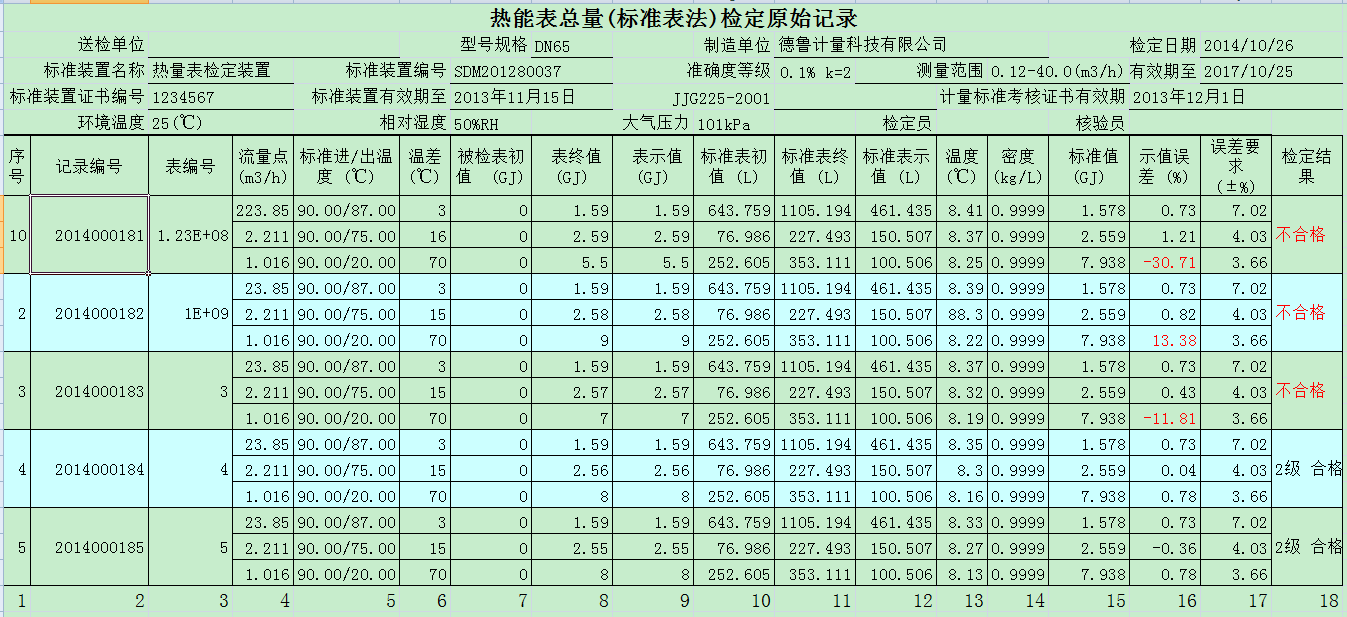 热能表总量(标准表法)检定原始记录
送检单位 型号规格 DN65 制造单位 德鲁计量科技有限公司 检定日期 2014/10/26
标准装置名称 热量表检定装置 标准装置编号 SDM201280037 准确度等级 0.1% k=2 测量范围 0.12-40.0(m3/h) 有效期至 2017/10/25
标准装置证书编号 1234567 标准装置有效期至 2013年11月15日 JJG225-2001 计量标准考核证书有效期 2013年12月1日
环境温度 25(℃) 相对湿度 50%RH 大气压力 101kPa 检定员 核验员
序号 记录编号 表编号 流量点(m3/h) 标准进/出温度 (℃) 温差(℃) 被检表初值 (GJ) 表终值(GJ) 表示值(GJ) 标准表初值 (L) 标准表终值 (L) 标准表示值 (L) 温度(℃) 密度(kg/L) 标准值(GJ) 示值误差 (%) 误差要求(±%) 检定结果
223.85 90.00/87.00 3 0 1.59 1.59 643.759 1105.194 461.435 8.41 0.9999 1.578 0.73 7.02
10 2014000181 1.23E+08 2.211 90.00/75.00 16 0 2.59 2.59 76.986 227.493 150.507 8.37 0.9999 2.559 1.21 4.03 不合格
1.016 90.00/20.00 70 0 5.5 5.5 252.605 353.111 100.506 8.25 0.9999 7.938 -30.71 3.66
23.85 90.00/87.00 3 0 1.59 1.59 643.759 1105.194 461.435 8.39 0.9999 1.578 0.73 7.02
2 2014000182 1E+09 2.211 90.00/75.00 15 0 2.58 2.58 76.986 227.493 150.507 88.3 0.9999 2.559 0.82 4.03 不合格
1.016 90.00/20.00 70 0 9 9 252.605 353.111 100.506 8.22 0.9999 7.938 13.38 3.66
23.85 90.00/87.00 3 0 1.59 1.59 643.759 1105.194 461.435 8.37 0.9999 1.578 0.73 7.02
3 2014000183 3 2.211 90.00/75.00 15 0 2.57 2.57 76.986 227.493 150.507 8.32 0.9999 2.559 0.43 4.03 不合格
1.016 90.00/20.00 70 0 7 7 252.605 353.111 100.506 8.19 0.9999 7.938 -11.81 3.66
23.85 90.00/87.00 3 0 1.59 1.59 643.759 1105.194 461.435 8.35 0.9999 1.578 0.73 7.02
4 2014000184 4 2.211 90.00/75.00 15 0 2.56 2.56 76.986 227.493 150.507 8.3 0.9999 2.559 0.04 4.03 2级 合格
1.016 90.00/20.00 70 0 8 8 252.605 353.111 100.506 8.16 0.9999 7.938 0.78 3.66
23.85 90.00/87.00 3 0 1.59 1.59 643.759 1105.194 461.435 8.33 0.9999 1.578 0.73 7.02
5 2014000185 5 2.211 90.00/75.00 15 0 2.55 2.55 76.986 227.493 150.507 8.27 0.9999 2.559 -0.36 4.03 2级 合格
1.016 90.00/20.00 70 0 8 8 252.605 353.111 100.506 8.13 0.9999 7.938 0.78 3.66
1 2 3 4 5 6 7 8 9 10 11 12 13 14 15 16 17 18